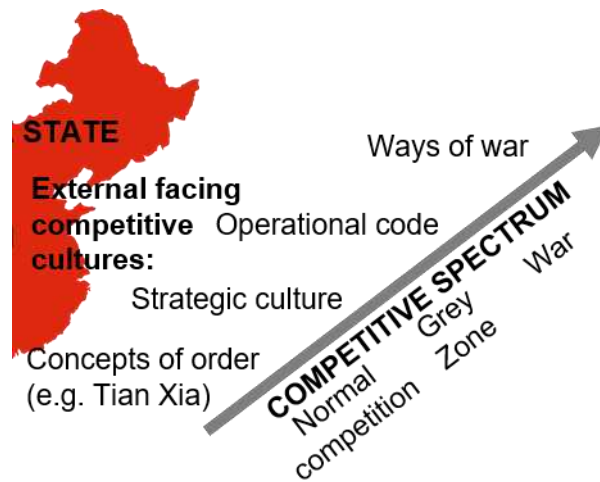 STATE
Ways of war
External facing
competitive
cultures:
Operational code
Strategic culture
Concepts of order
(e.g. Tian Xia)
COMPETITIVE SPECTRUM
Normal
competition
Grey
Zone
War